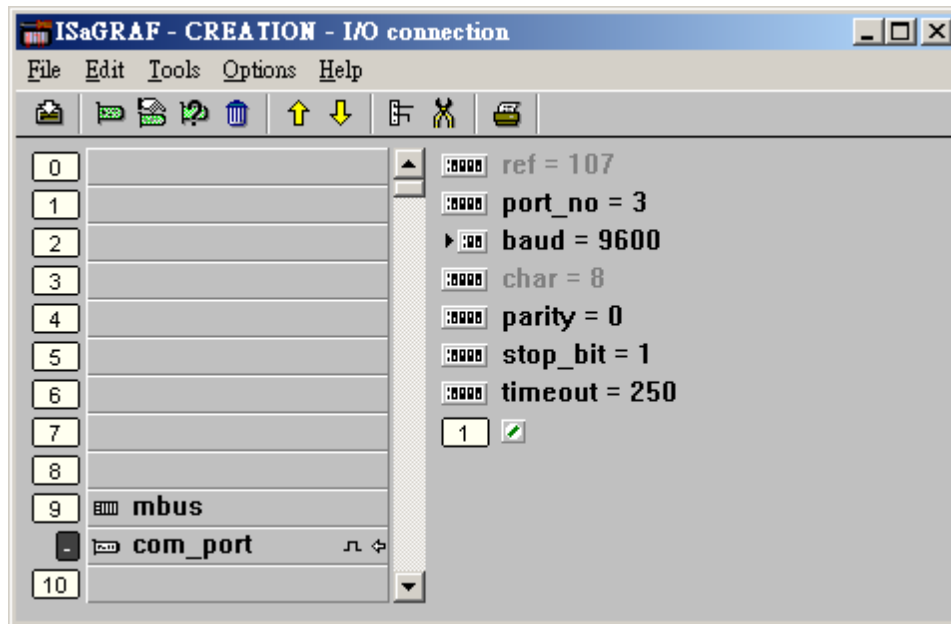 ISaGRAF - CREATION - I/O connection
File Edit Tools Options Help
0
1
2
3
4
5
6
7
8
9 mbus
- com_port
10
ref = 107
port_no = 3
baud = 9600
char = 8
parity = 0
stop_bit = 1
timeout = 250
1